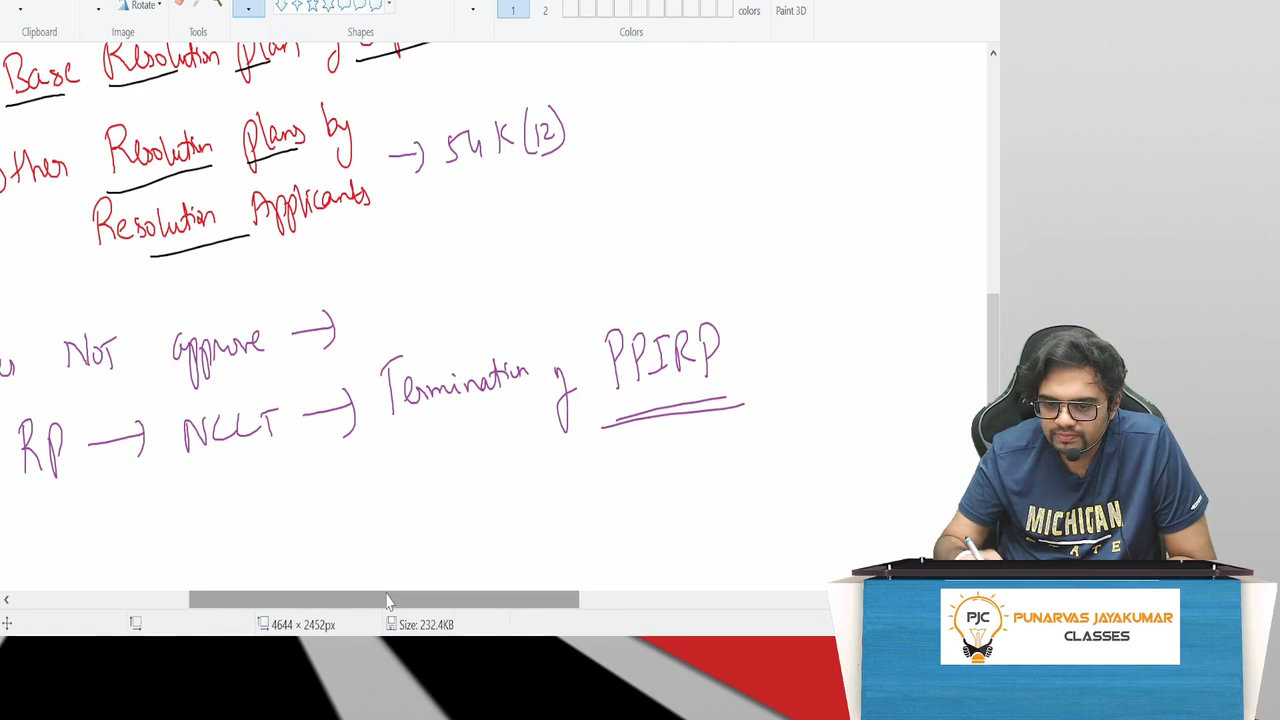 Rotate
1
2
colors
Paint 3D
Clipboard
Image
Tools
Shapes
Colors
Base Resolution plan
Other Resolution plans by
Resolution Applicants
→ 54 K (12)
NOT approve →
RP → NCLT → Termination of PPIRP
4644 × 2452px
Size: 232.4KB
MICHIGAN
STATE
PJC
PUNARVAS JAYAKUMAR
CLASSES